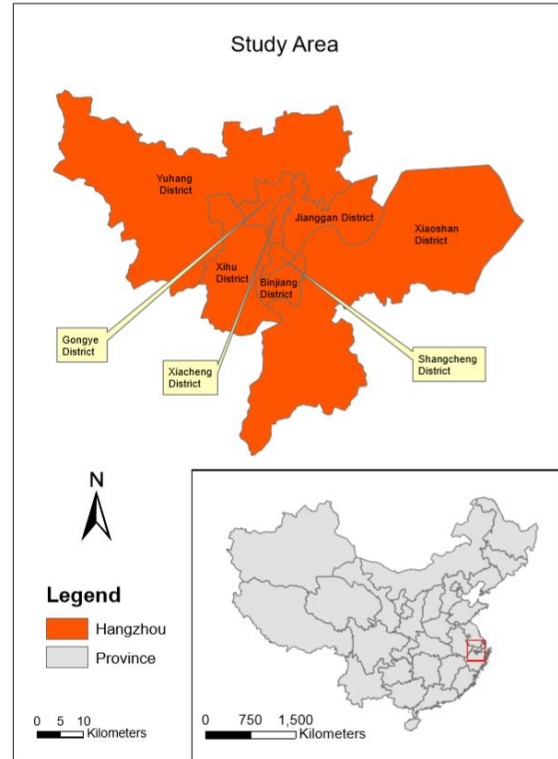 Study Area
Yuhang
District
Jianggan District
Xiaoshan
District
Xihu
District
Binjiang
District
Gongye
District
Xiacheng
District
Shangcheng
District
N
Legend
Hangzhou
Province
0 5 10
Kilometers
0 750 1,500
Kilometers